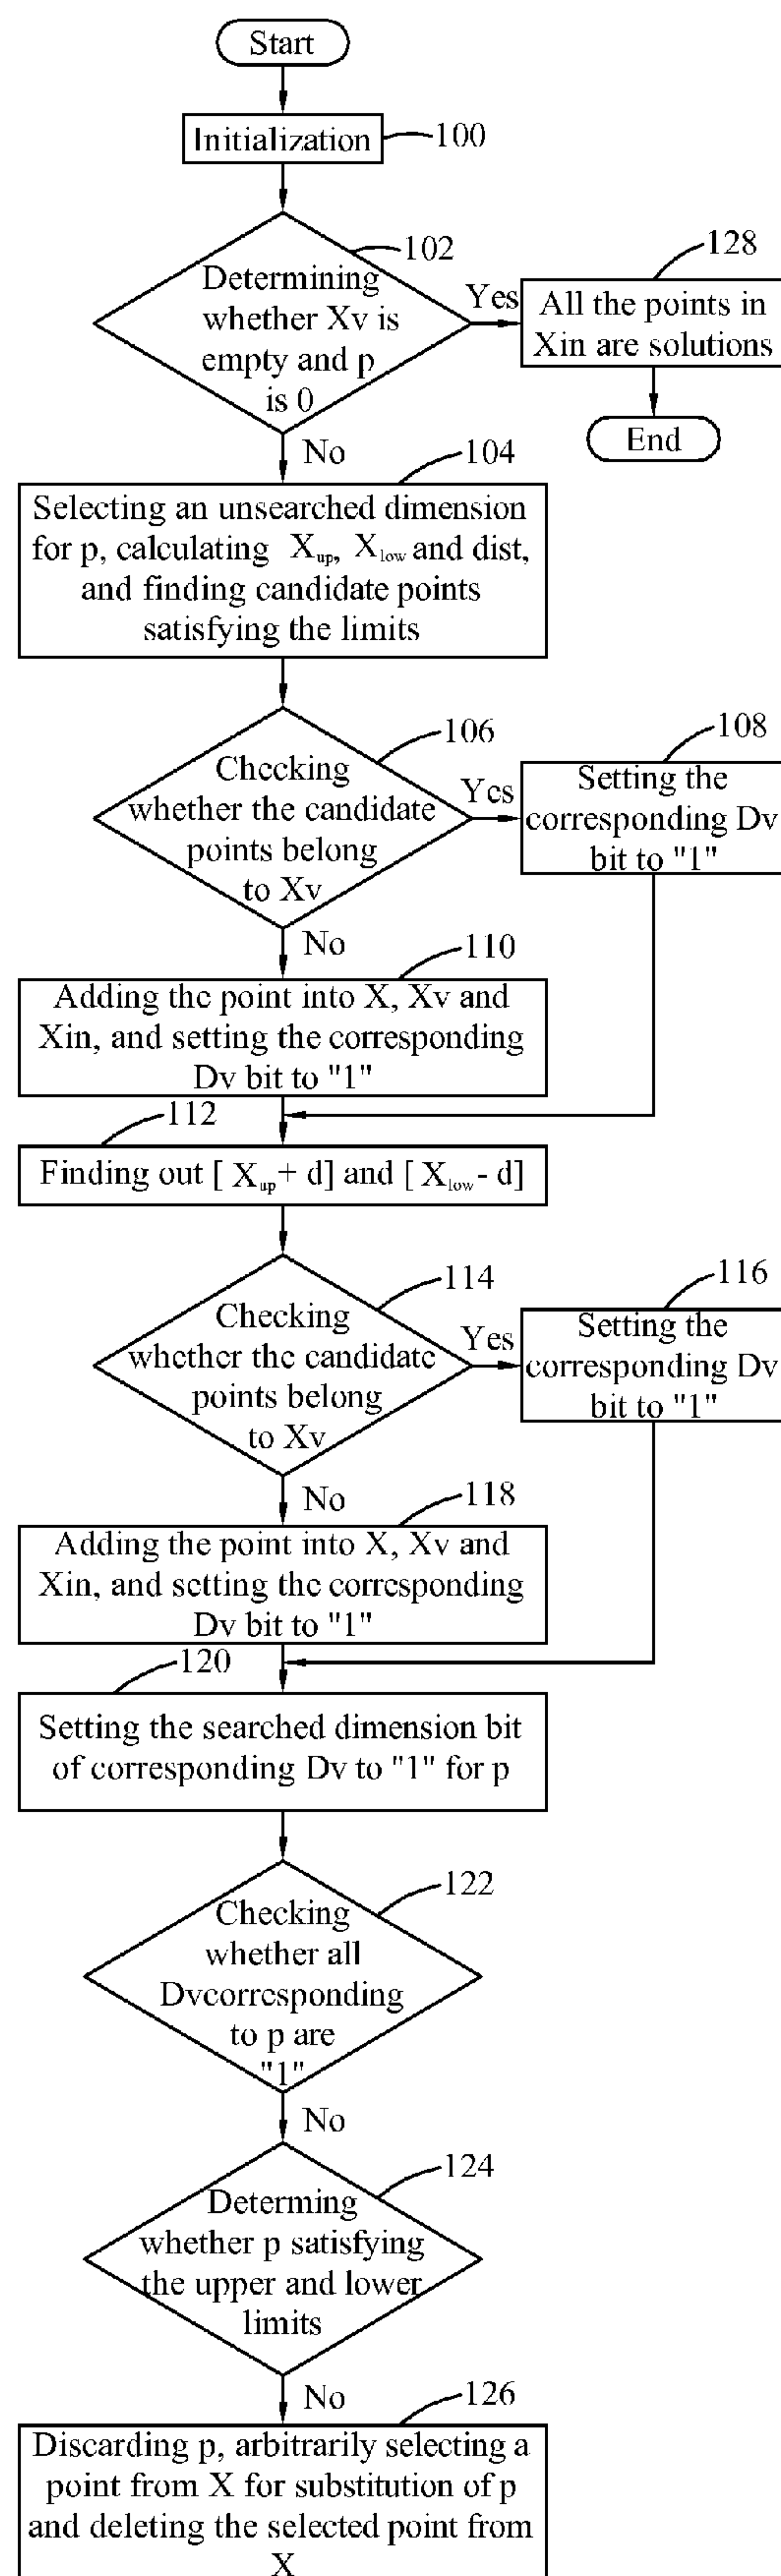 Start
Initialization
100
102
Determining
whether Xv is
empty and p
is 0
Yes
128
All the points in
Xin are solutions
End
No
104
Selecting an unsearched dimension
for p, calculating Xup, Xlow and dist,
and finding candidate points
satisfying the limits
106
Checking
whether the candidate
points belong
to Xv
Yes
108
Setting the
corresponding Dv
bit to "1"
No
110
Adding the point into X, Xv and
Xin, and setting the corresponding
Dv bit to "1"
112
Finding out [ Xup+ d] and [ Xlow- d]
114
Checking
whether the candidate
points belong
to Xv
Yes
116
Setting the
corresponding Dv
bit to "1"
No
118
Adding the point into X, Xv and
Xin, and setting the corresponding
Dv bit to "1"
120
Setting the searched dimension bit
of corresponding Dv to "1" for p
122
Checking
whether all
Dvcorresponding
to p are
"1"
No
124
Determing
whether p satisfying
the upper and lower
limits
No
126
Discarding p, arbitrarily selecting a
point from X for substitution of p
and deleting the selected point from
X